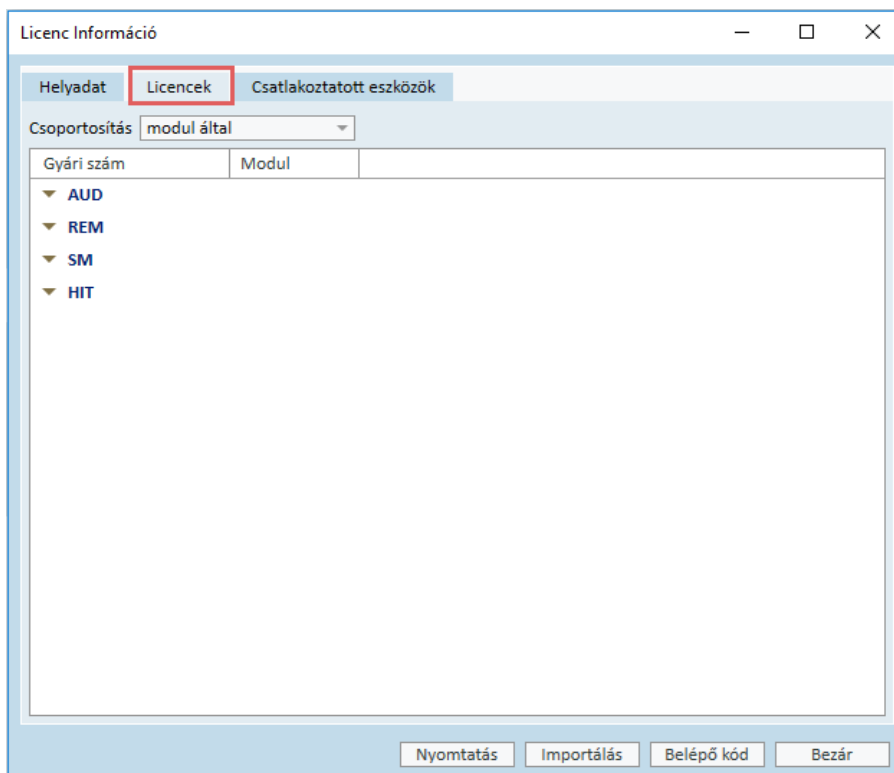 Licenc Információ
Helyadat Licencek Csatlakoztatott eszközök
Csoportosítás modul által
Gyári szám Modul
AUD
REM
SM
HIT
Nyomtatás Importálás Belépő kód Bezár